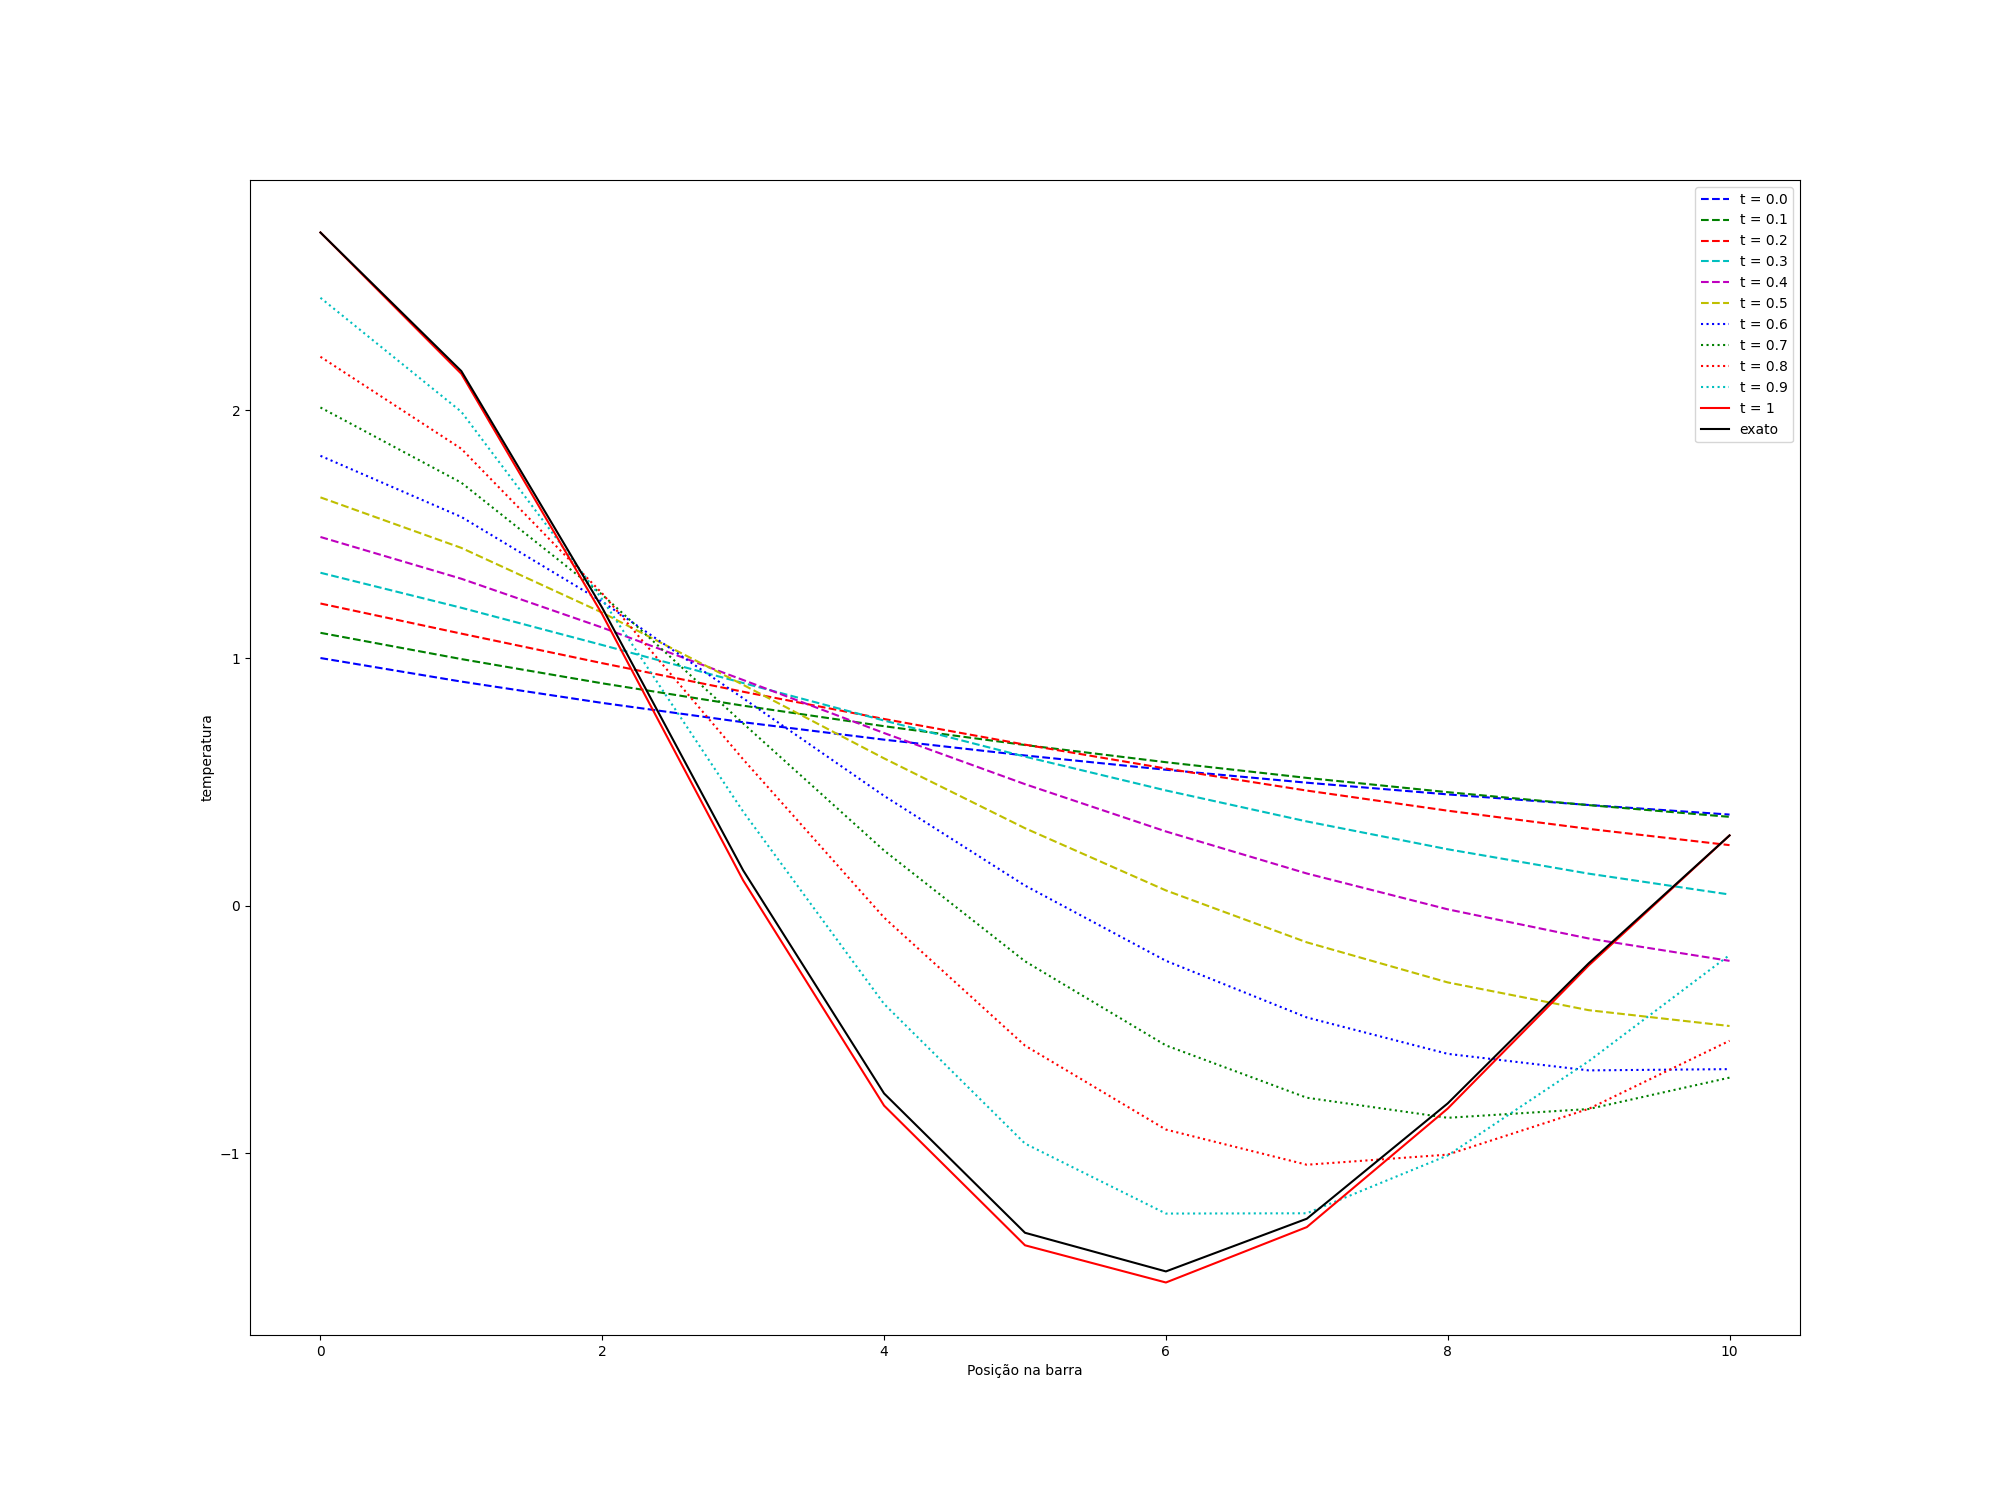 t = 0.0
t = 0.1
t = 0.2
t = 0.3
t = 0.4
t = 0.5
t = 0.6
t = 0.7
t = 0.8
t = 0.9
t = 1
exato
2
1
0
−1
temperatura
0 2 4 6 8 10
Posição na barra